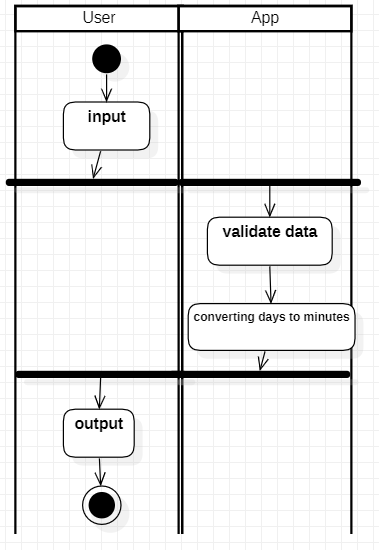 User
App
input
validate data
converting days to minutes
output